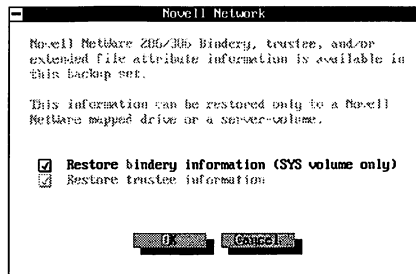 Novell Network
Novell NetWare 286/386 Bindery, trustee, and/or
extended file attribute information is available in
this backup set.
This information can be restored only to a Novell
NetWare mapped drive or a server-volume.
Restore bindery information (SYS volume only)
Restore trustee information
OK
Cancel